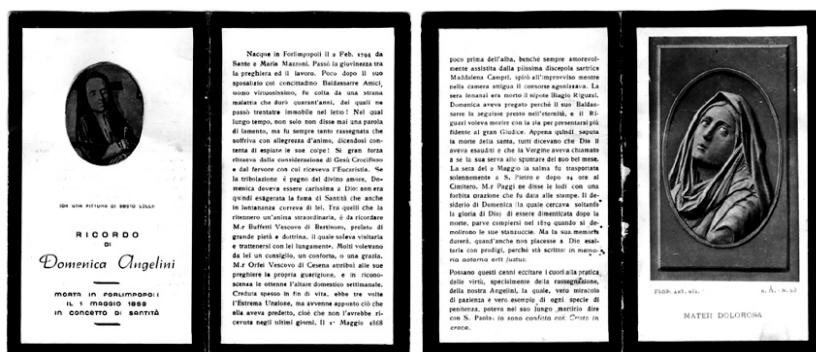 (DA UNA PITTURA DI SESTO LOLLI)
RICORDO
DI
Domenica Angelini
MORTA IN FORLIMPOPOLI
IL 1 MAGGIO 1868
IN CONCETTO DI SANTITÀ
Nacque in Forlimpopoli il 2 Feb. 1794 da
Sante e Maria Mazzoni. Passò la giovinezza tra
la preghiera ed il lavoro. Poco dopo il suo
sposalizio col concittadino Baldassarre Amici,
uomo virtuosissimo, fu colta da una strana
malattia che durò quarant'anni, dei quali ne
passò trentatre immobile nel letto! Nel qual
lungo tempo, non solo non disse mai una parola
di lamento, ma fu sempre tanto rassegnata che
soffriva con allegrezza d'animo, dicendosi con-
tenta di espiare le sue colpe! Sì gran forza
ritraeva dalla considerazione di Gesù Crocifisso
e dal fervore con cui riceveva l'Eucaristia. Se
la tribolazione è pegno del divino amore, Do-
menica doveva essere carissima a Dio: non era
quindi esagerata la fama di Santità che anche
in lontananza correva di lei. Tra quelli che la
ritennero un'anima straordinaria, è da ricordare
M.r Buffetti Vescovo di Bertinoro, prelato di
grande pietà e dottrina, il quale soleva visitarla
e trattenersi con lei lungamente. Molti volevano
da lei un consiglio, un conforto, o una grazia.
M.r Orfei Vescovo di Cesena attribuì alle sue
preghiere la propria guarigione, e in ricono-
scenza le ottenne l'altare domestico settimanale.
Creduta spesso in fin di vita, ebbe tre volte
l'Estrema Unzione, ma avvenne appunto ciò che
ella aveva predetto, cioè che non l'avrebbe ri-
cevuta negli ultimi giorni. Il 1° Maggio 1868
poco prima dell'alba, benchè sempre amorevol-
mente assistita dalla piissima discepola sartrice
Maddalena Campri, spirò all'improvviso mentre
nella camera attigua il consorte agonizzava. La
sera innanzi era morto il nipote Biagio Riguzzi.
Domenica aveva pregato perchè il suo Baldas-
sarre la seguisse presto nell'eternità, e il Ri-
guzzi voleva morire con la zia per presentarsi più
fidente al gran Giudice. Appena quindi saputa
la morte della santa, tutti dicevano che Dio li
aveva esauditi e che la Vergine aveva chiamato
a sè la sua serva allo spuntare del suo bel mese.
La sera del 2 Maggio la salma fu trasportata
solennemente a S. Pietro e dopo 24 ore al
Cimitero. M.r Paggi ne disse le lodi con una
forbita orazione che fu data alle stampe. Il de-
siderio di Domenica (la quale cercava soltanto
la gloria di Dio) di essere dimenticata dopo la
morte, parve compiersi nel 1879 quando si de-
molirono le sue stanzuccie. Ma la sua memoria
durerà, quand'anche non piacesse a Dio esal-
tarla con prodigi, perchè stà scritto: in memo-
ria aeterna erit justus.
Possano questi cenni eccitare i cuori alla pratica
delle virtù, specialmente della rassegnazione,
della nostra Angelini, la quale, vero miracolo
di pazienza e vero esempio di ogni specie di
penitenza, poteva nel suo lungo martirio dire
con S. Paolo: io sono confitta col Cristo in
croce.
PROP. ART. RIS.
MATER DOLOROSA